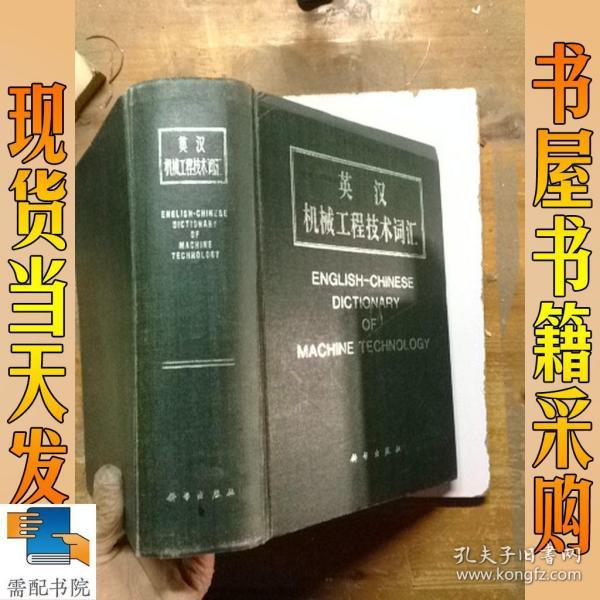 现货当天发
书屋书籍采购
英汉
机械工程技术词汇
ENGLISH-CHINESE
DICTIONARY
OF
MACHINE
TECHNOLOGY
科学出版社
英汉
机械工程技术词汇
ENGLISH-CHINESE
DICTIONARY
OF
MACHINE TECHNOLOGY
科学出版社
需配书院
孔夫子旧书网
www.kongfz.com